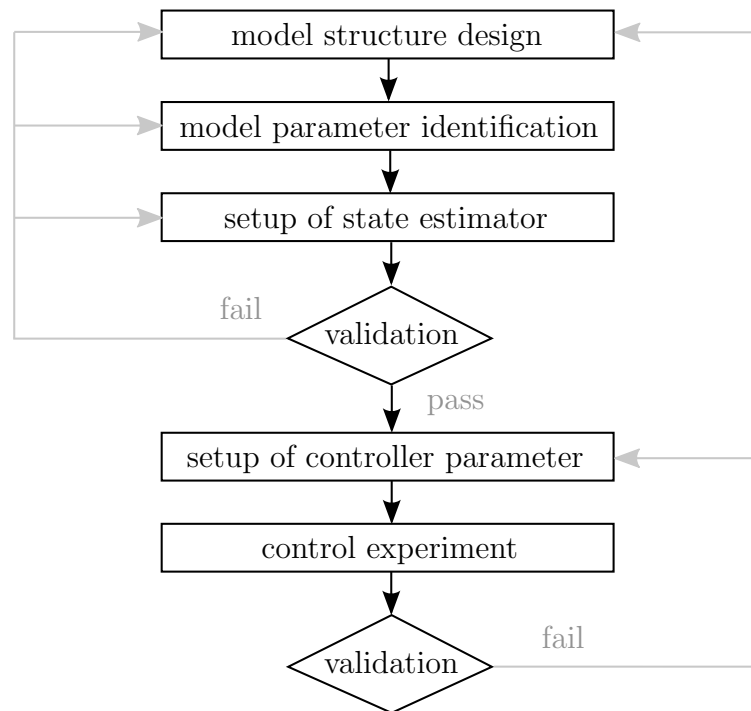 model structure design
model parameter identification
setup of state estimator
fail
validation
pass
setup of controller parameter
control experiment
fail
validation